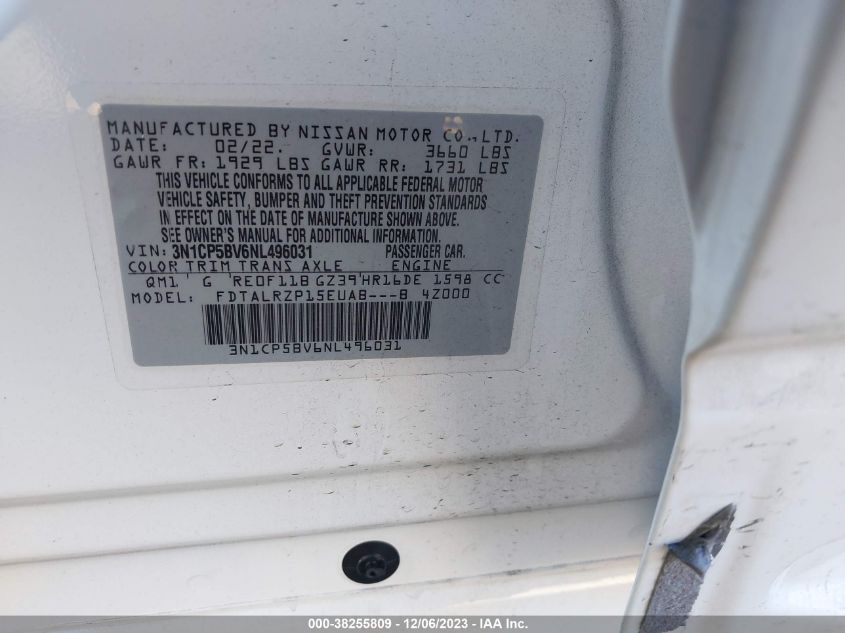 MANUFACTURED BY NISSAN MOTOR CO., LTD.
DATE: 02/22. GVWR: 3660 LBS
GAWR FR: 1929 LBS GAWR RR: 1731 LBS
THIS VEHICLE CONFORMS TO ALL APPLICABLE FEDERAL MOTOR
VEHICLE SAFETY, BUMPER AND THEFT PREVENTION STANDARDS
IN EFFECT ON THE DATE OF MANUFACTURE SHOWN ABOVE.
SEE OWNER'S MANUAL FOR ADDITIONAL INFORMATION.
VIN: 3N1CP5BV6NL496031 PASSENGER CAR.
COLOR TRIM TRANS AXLE ENGINE
QM1 G RE0F11B GZ39 HR16DE 1598 CC
MODEL: FDTALRZP15EUAB---B 4Z000
3N1CP5BV6NL496031
000-38255809 - 12/06/2023 - IAA Inc.